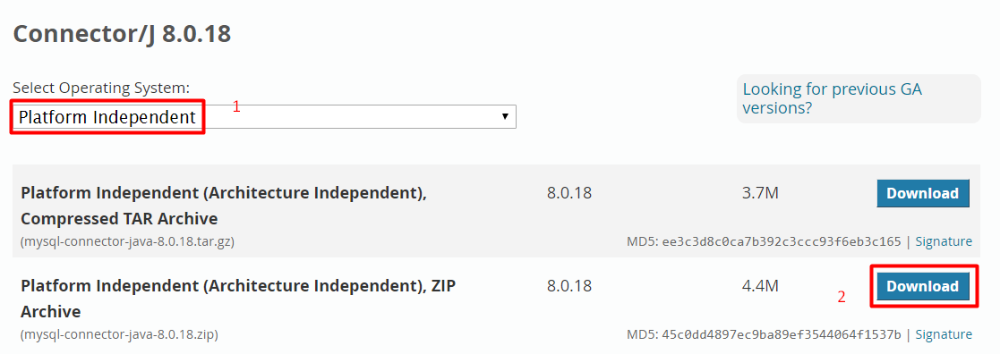 Connector/J 8.0.18
Select Operating System:
Looking for previous GA
versions?
Platform Independent
1
Platform Independent (Architecture Independent), 8.0.18 3.7M Download
Compressed TAR Archive
(mysql-connector-java-8.0.18.tar.gz) MD5: ee3c3d8c0ca7b392c3ccc93f6eb3c165 | Signature
Platform Independent (Architecture Independent), ZIP 8.0.18 4.4M Download
Archive 2
(mysql-connector-java-8.0.18.zip) MD5: 45c0dd4897ec9ba89ef3544064f1537b | Signature